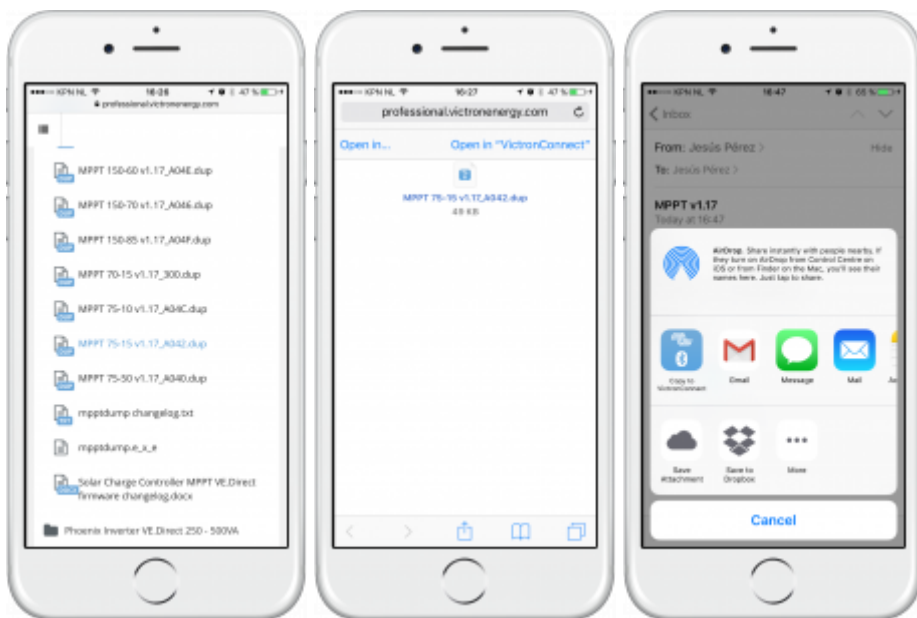 KPN NL
16:26
47 %
professional.victronenergy.com
MPPT 150-60 v1.17_A04E.dup
MPPT 150-70 v1.17_A046.dup
MPPT 150-85 v1.17_A04F.dup
MPPT 70-15 v1.17_300.dup
MPPT 75-10 v1.17_A04C.dup
MPPT 75-15 v1.17_A042.dup
MPPT 75-50 v1.17_A040.dup
mpptdump changelog.txt
mpptdump.e_x_e
Solar Charge Controller MPPT VE.Direct
firmware changelog.docx
Phoenix Inverter VE.Direct 250 - 500VA
KPN NL
16:27
47 %
professional.victronenergy.com
Open in...
Open in "VictronConnect"
MPPT 75-15 v1.17_A042.dup
49 KB
KPN NL
16:47
65 %
Inbox
From: Jesús Pérez
Hide
To: Jesús Pérez
MPPT v1.17
Today at 16:47
AirDrop. Share instantly with people nearby. If
they turn on AirDrop from Control Centre on
iOS or from Finder on the Mac, you'll see their
names here. Just tap to share.
Copy to
VictronConnect
Email
Message
Mail
Save
Attachment
Save to
Dropbox
More
Cancel